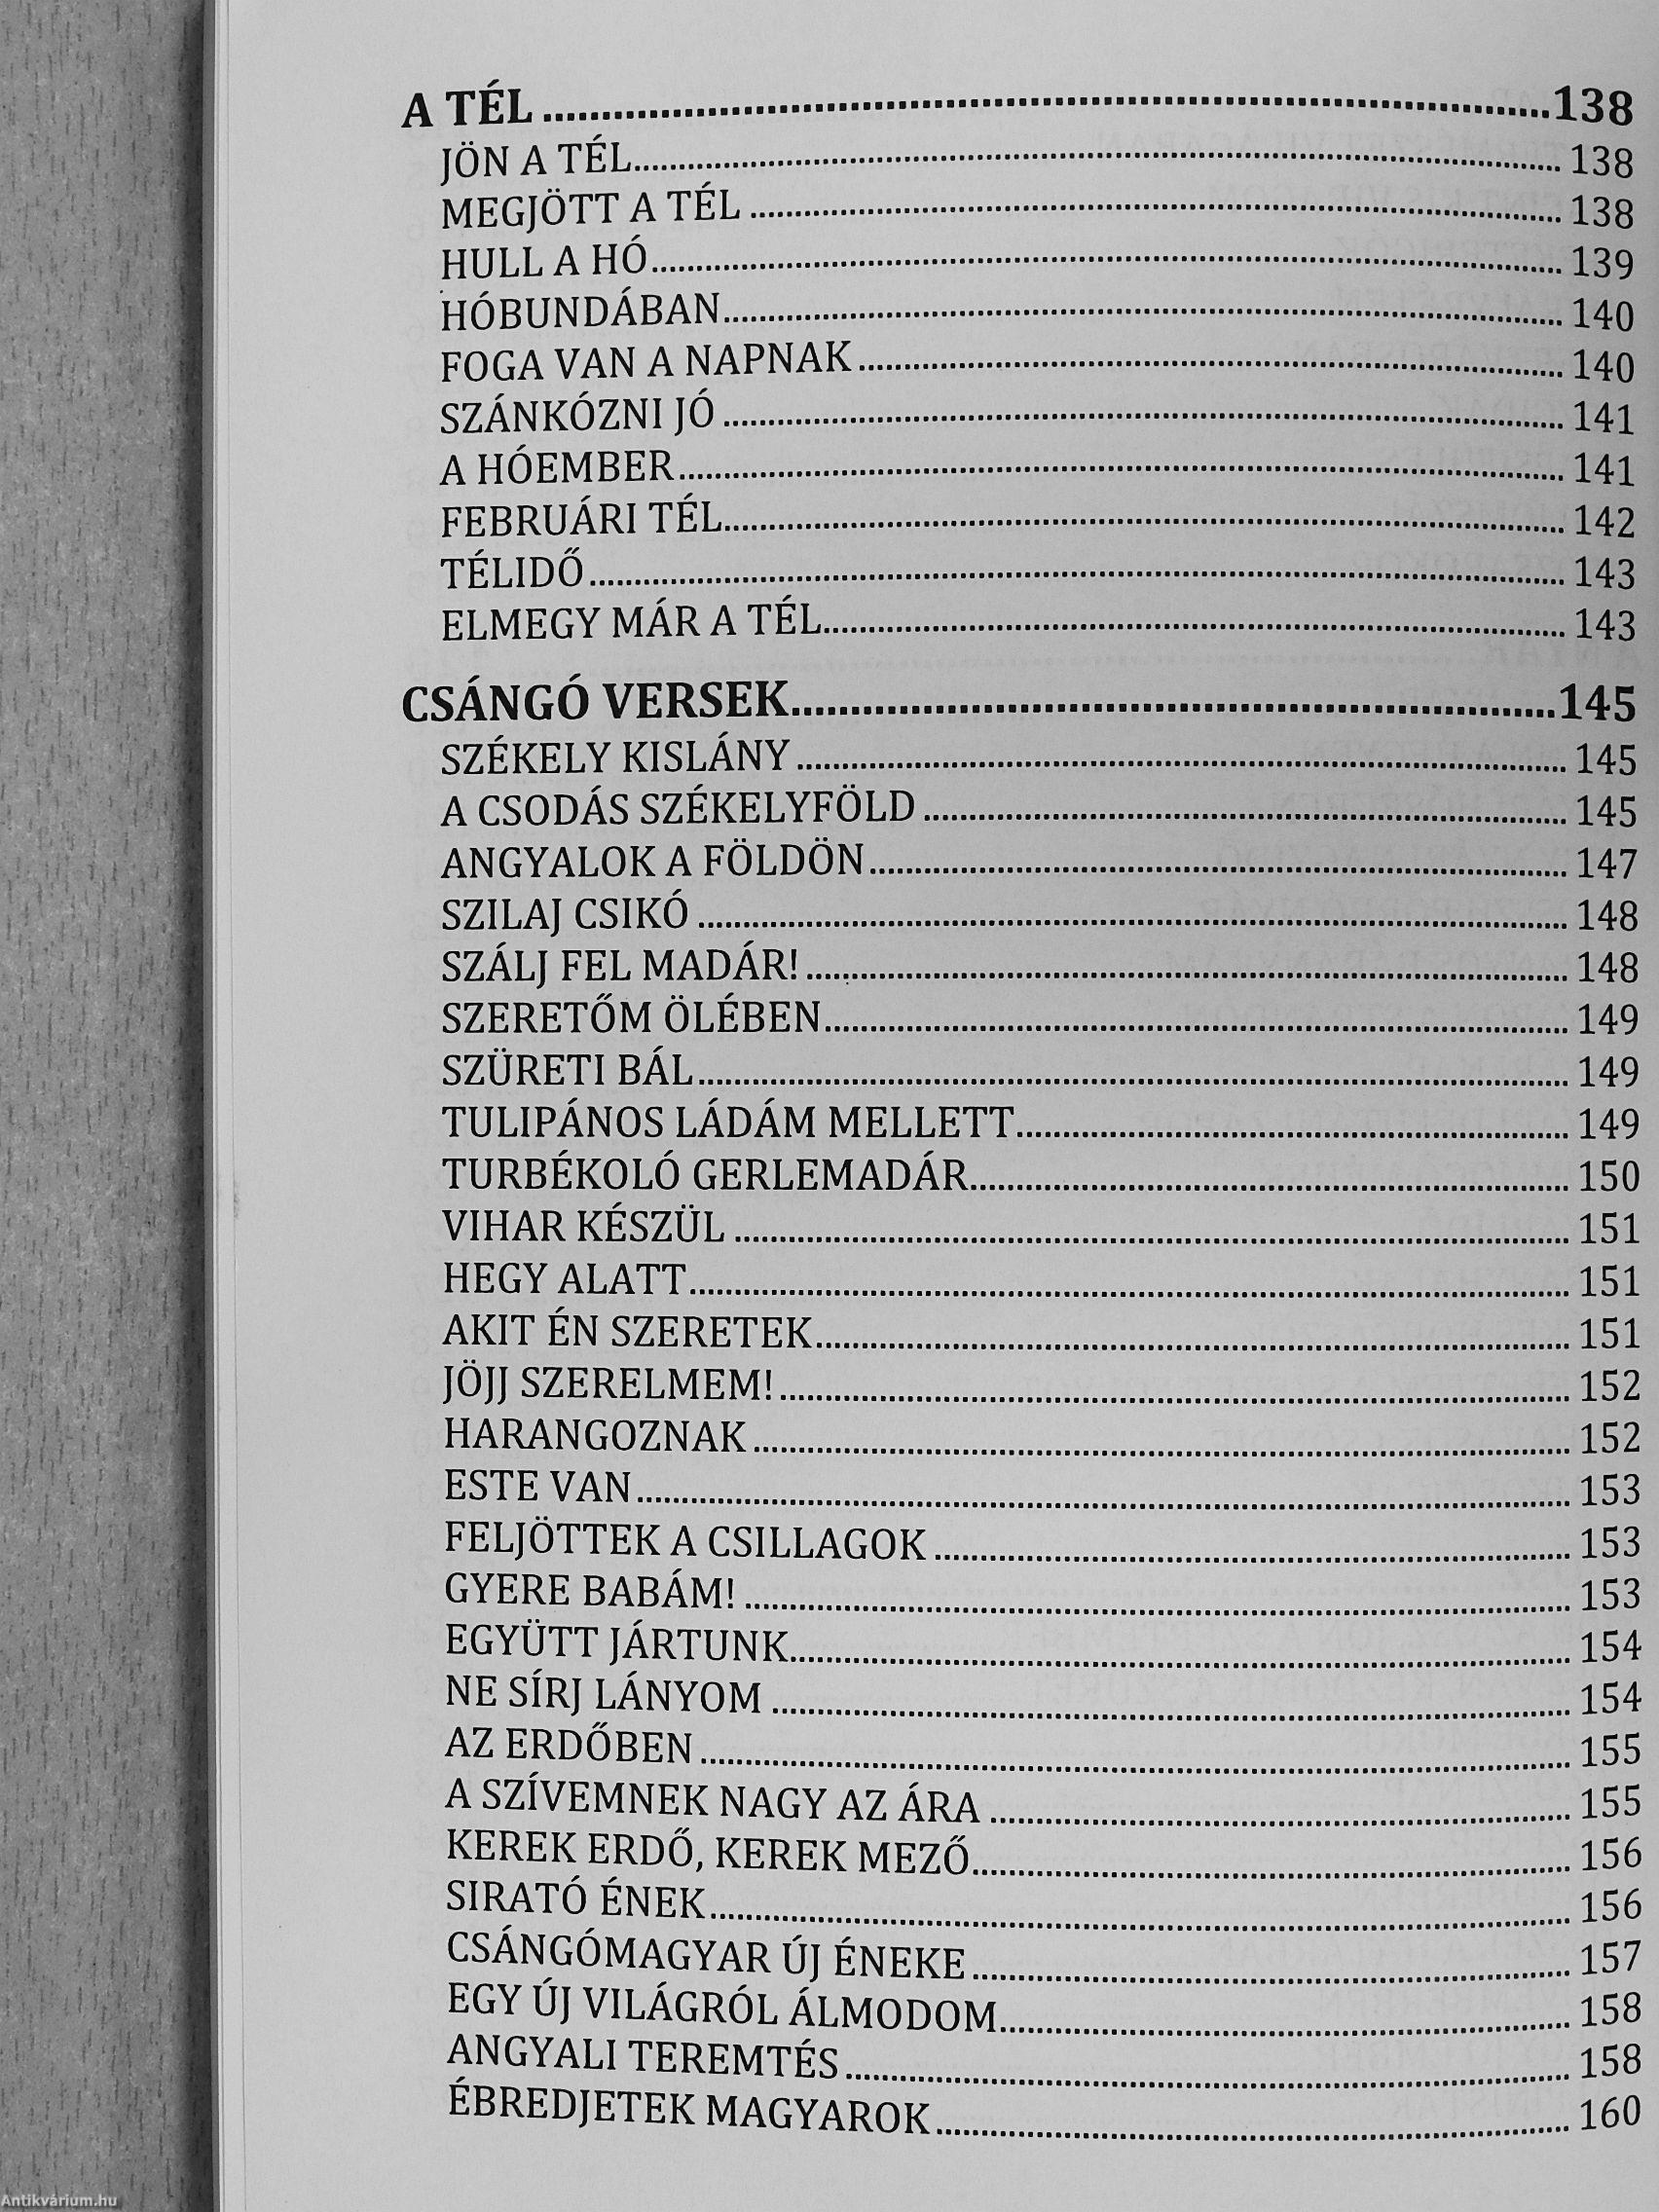 A TÉL ........................ 138
JÖN A TÉL ........................ 138
MEGJÖTT A TÉL ........................ 138
HULL A HÓ ........................ 139
HÓBUNDÁBAN ........................ 140
FOGA VAN A NAPNAK ........................ 140
SZÁNKÓZNI JÓ ........................ 141
A HÓEMBER ........................ 141
FEBRUÁRI TÉL ........................ 142
TÉLIDŐ ........................ 143
ELMEGY MÁR A TÉL ........................ 143
CSÁNGÓ VERSEK ........................ 145
SZÉKELY KISLÁNY ........................ 145
A CSODÁS SZÉKELYFÖLD ........................ 145
ANGYALOK A FÖLDÖN ........................ 147
SZILAJ CSIKÓ ........................ 148
SZÁLJ FEL MADÁR! ........................ 148
SZERETŐM ÖLÉBEN ........................ 149
SZÜRETI BÁL ........................ 149
TULIPÁNOS LÁDÁM MELLETT ........................ 149
TURBÉKOLÓ GERLEMADÁR ........................ 150
VIHAR KÉSZÜL ........................ 151
HEGY ALATT ........................ 151
AKIT ÉN SZERETEK ........................ 151
JÖJJ SZERELMEM! ........................ 152
HARANGOZNAK ........................ 152
ESTE VAN ........................ 153
FELJÖTTEK A CSILLAGOK ........................ 153
GYERE BABÁM! ........................ 153
EGYÜTT JÁRTUNK ........................ 154
NE SÍRJ LÁNYOM ........................ 154
AZ ERDŐBEN ........................ 155
A SZÍVEMNEK NAGY AZ ÁRA ........................ 155
KEREK ERDŐ, KEREK MEZŐ ........................ 156
SIRATÓ ÉNEK ........................ 156
CSÁNGÓMAGYAR ÚJ ÉNEKE ........................ 157
EGY ÚJ VILÁGRÓL ÁLMODOM ........................ 158
ANGYALI TEREMTÉS ........................ 158
ÉBREDJETEK MAGYAROK ........................ 160
Antikvárium.hu